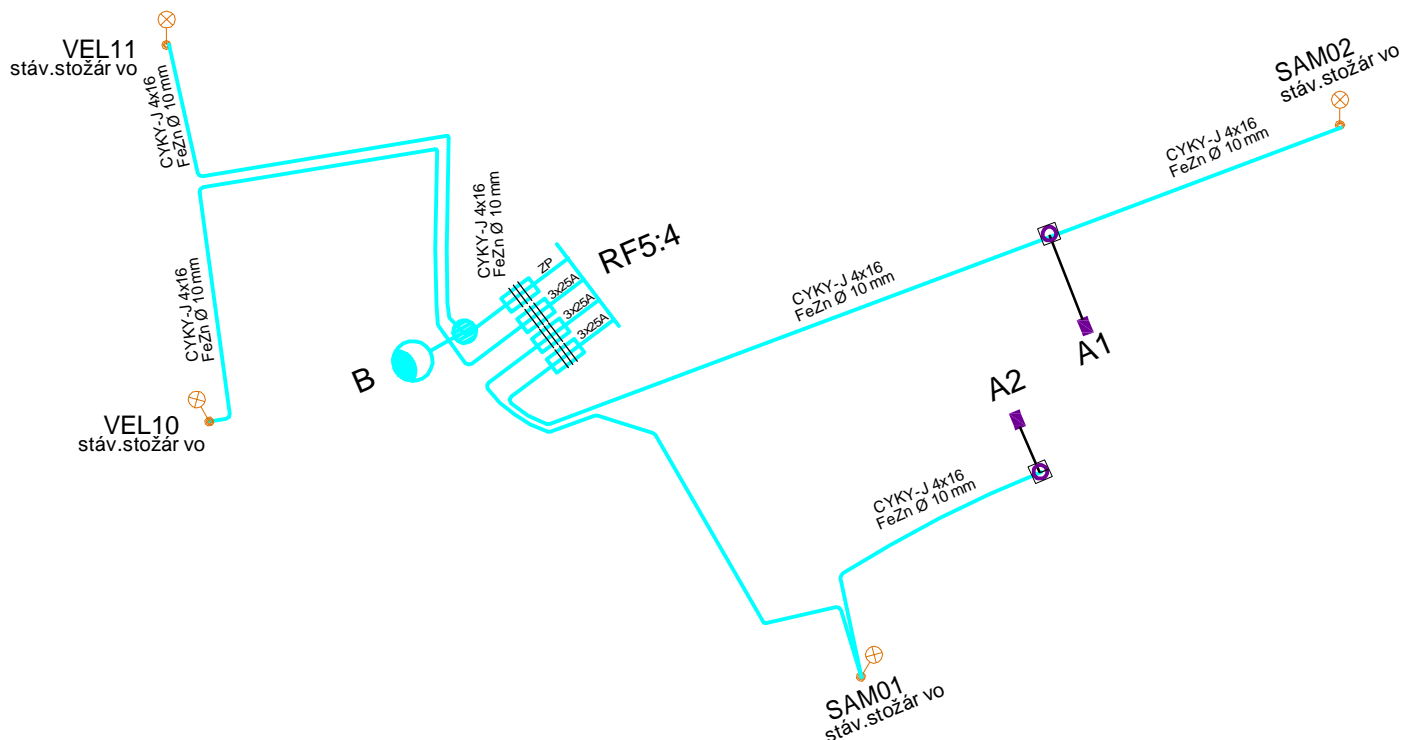 VEL11
stáv.stožár vo
CYKY-J 4x16
FeZn Ø 10 mm
SAM02
stáv.stožár vo
CYKY-J 4x16
FeZn Ø 10 mm
CYKY-J 4x16
FeZn Ø 10 mm
RF5:4
ZP
3x25A
3x25A
3x25A
CYKY-J 4x16
FeZn Ø 10 mm
CYKY-J 4x16
FeZn Ø 10 mm
B
A1
A2
VEL10
stáv.stožár vo
CYKY-J 4x16
FeZn Ø 10 mm
SAM01
stáv.stožár vo